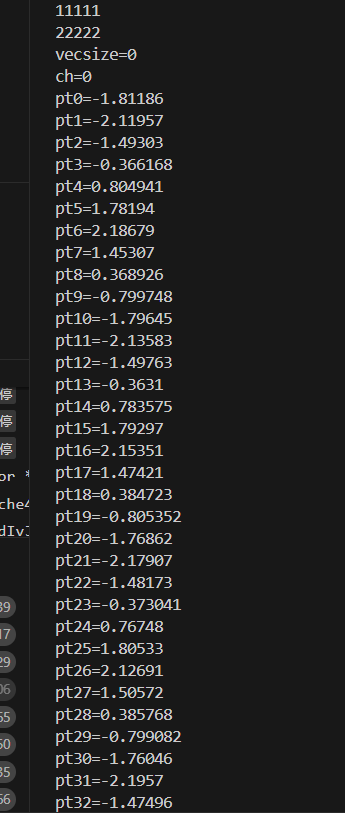 11111
22222
vecsize=0
ch=0
pt0=-1.81186
pt1=-2.11957
pt2=-1.49303
pt3=-0.366168
pt4=0.804941
pt5=1.78194
pt6=2.18679
pt7=1.45307
pt8=0.368926
pt9=-0.799748
pt10=-1.79645
pt11=-2.13583
pt12=-1.49763
pt13=-0.3631
pt14=0.783575
pt15=1.79297
pt16=2.15351
pt17=1.47421
pt18=0.384723
pt19=-0.805352
pt20=-1.76862
pt21=-2.17907
pt22=-1.48173
pt23=-0.373041
pt24=0.76748
pt25=1.80533
pt26=2.12691
pt27=1.50572
pt28=0.385768
pt29=-0.799082
pt30=-1.76046
pt31=-2.1957
pt32=-1.47496
停
停
停
or *
che4
dIvJ
39
17
29
06
65
50
35
66